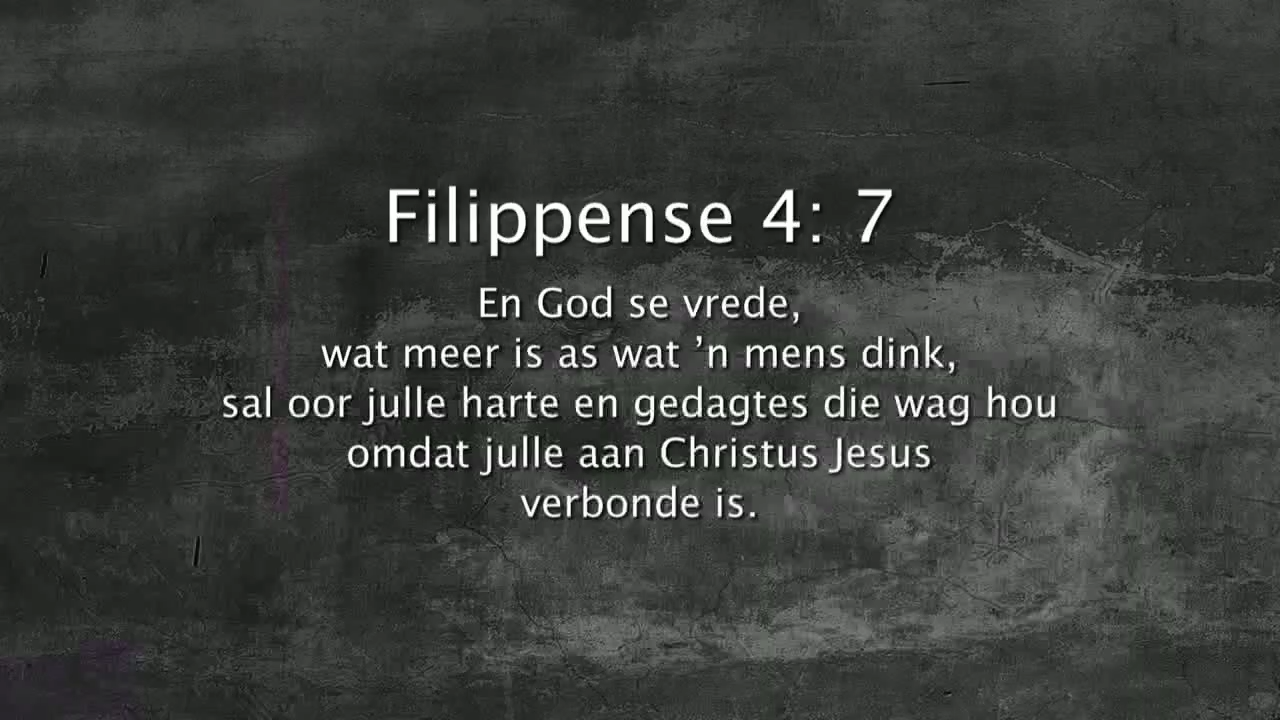 Filippense 4: 7
En God se vrede,
wat meer is as wat ’n mens dink,
sal oor julle harte en gedagtes die wag hou
omdat julle aan Christus Jesus
verbonde is.